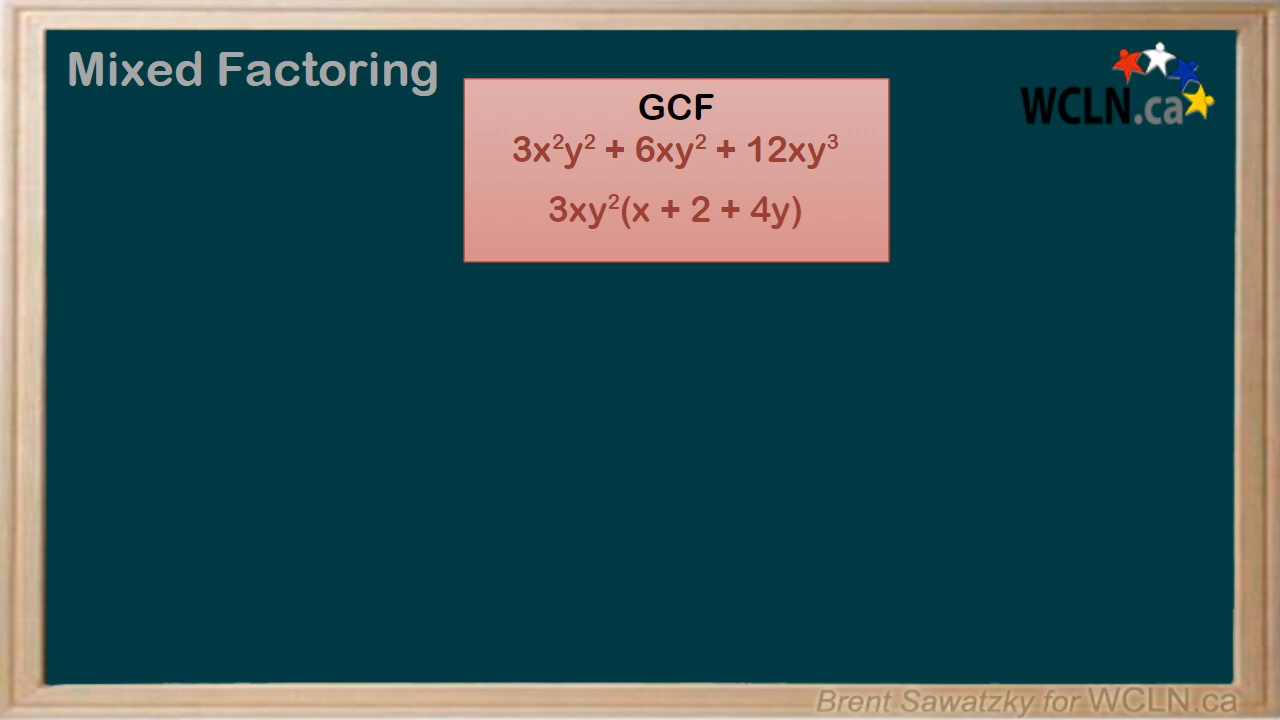 Mixed Factoring
WCLN.ca
GCF
3x²y² + 6xy² + 12xy³
3xy²(x + 2 + 4y)
Brent Sawatzky for WCLN.ca